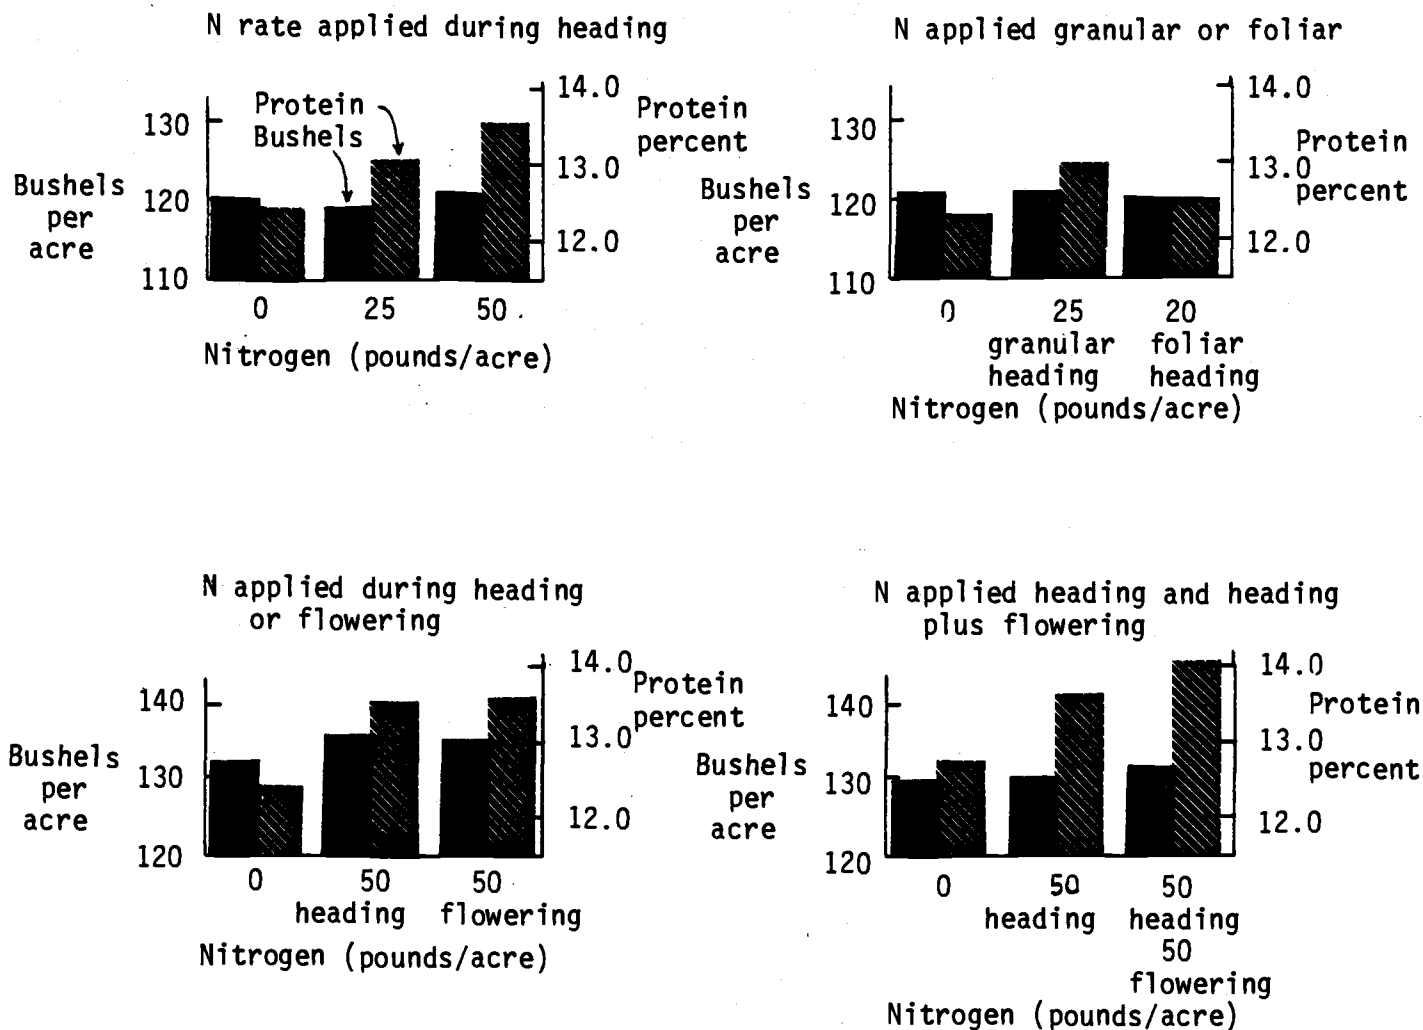 N rate applied during heading
Protein
Bushels
130
120
110
Bushels
per
acre
14.0
13.0
12.0
Protein
percent
0 25 50
Nitrogen (pounds/acre)
N applied granular or foliar
130
120
110
Bushels
per
acre
14.0
13.0
12.0
Protein
percent
0 25 20
granular foliar
heading heading
Nitrogen (pounds/acre)
N applied during heading
or flowering
140
130
120
Bushels
per
acre
14.0
13.0
12.0
Protein
percent
0 50 50
heading flowering
Nitrogen (pounds/acre)
N applied heading and heading
plus flowering
140
130
120
Bushels
per
acre
14.0
13.0
12.0
Protein
percent
0 50 50
heading heading
50
flowering
Nitrogen (pounds/acre)